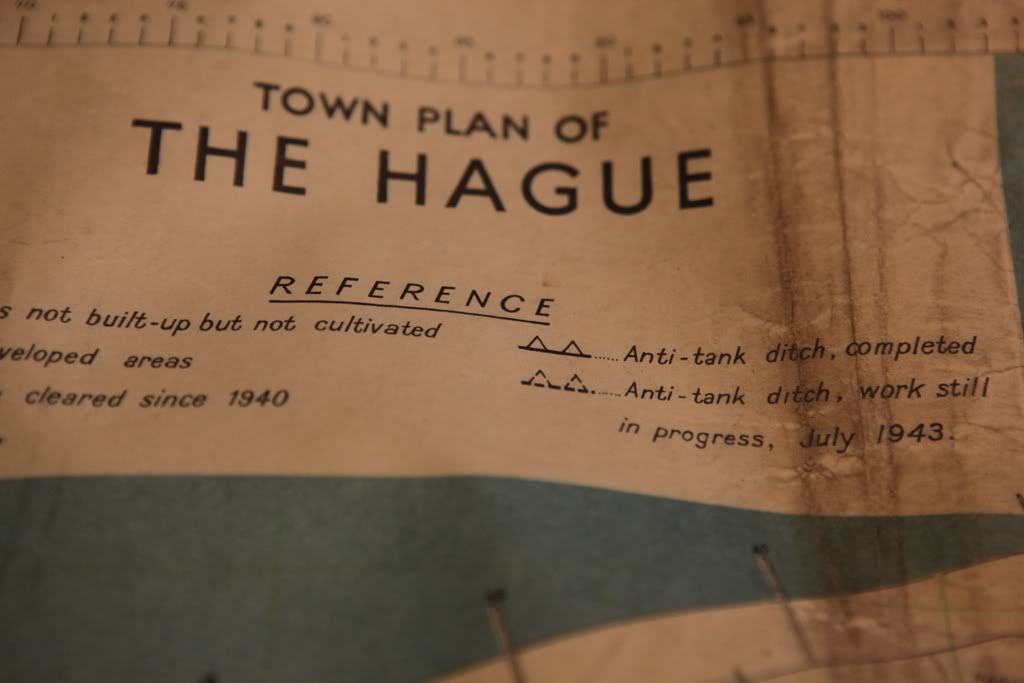 TOWN PLAN OF
THE HAGUE
REFERENCE
not built-up but not cultivated
areas
cleared since 1940
Anti-tank ditch, completed
Anti-tank ditch, work still
in progress, July 1943.